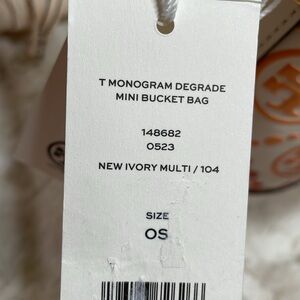 T MONOGRAM DEGRADE
MINI BUCKET BAG
148682
0523
NEW IVORY MULTI / 104
SIZE
OS